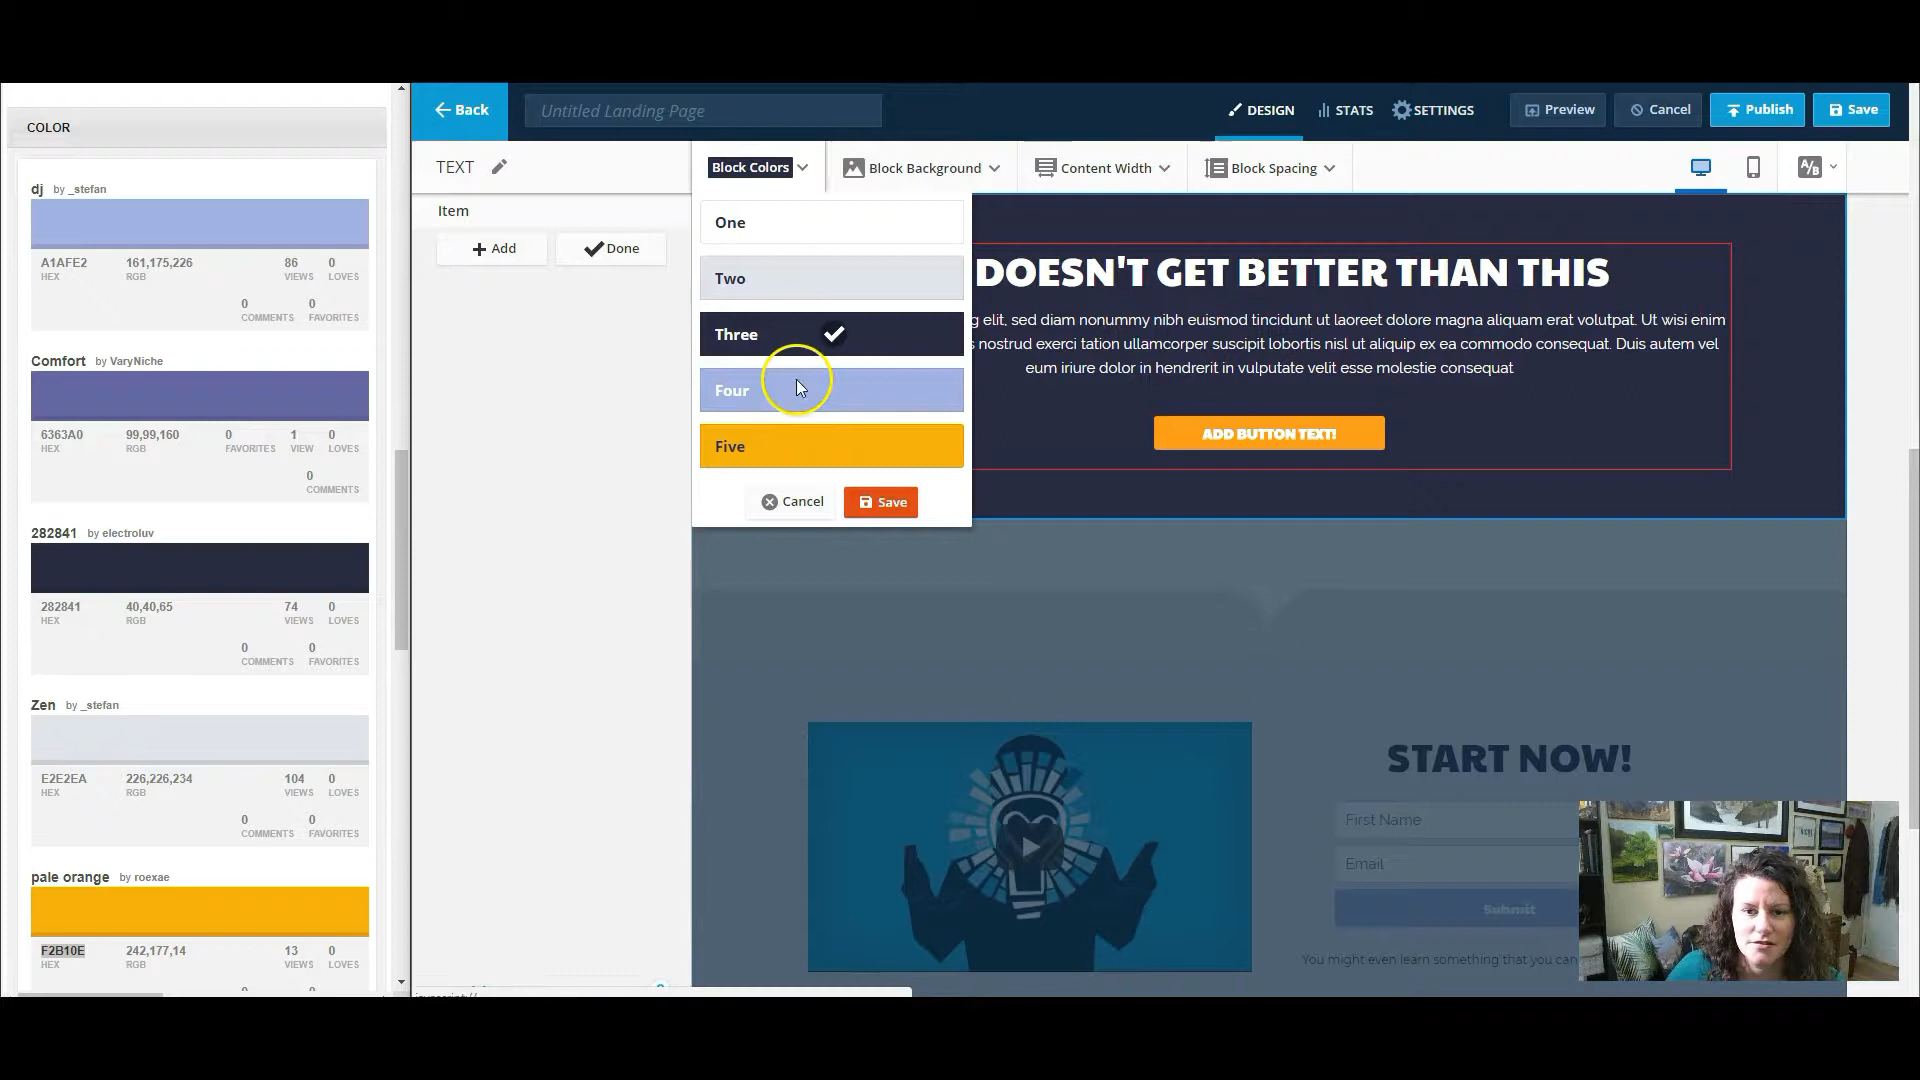 COLOR
dj by _stefan
A1AFE2 161,175,226 86 0
HEX RGB VIEWS LOVES
0 0
COMMENTS FAVORITES
Comfort by VaryNiche
6363A0 99,99,160 0 1 0
HEX RGB FAVORITES VIEW LOVES
0
COMMENTS
282841 by electroluv
282841 40,40,65 74 0
HEX RGB VIEWS LOVES
0 0
COMMENTS FAVORITES
Zen by _stefan
E2E2EA 226,226,234 104 0
HEX RGB VIEWS LOVES
0 0
COMMENTS FAVORITES
pale orange by roexae
F2B10E 242,177,14 13 0
HEX RGB VIEWS LOVES
Back
Untitled Landing Page
DESIGN STATS SETTINGS
Preview Cancel Publish Save
TEXT Block Colors Block Background Content Width Block Spacing A/B
Item
Add Done
One
Two
Three
Four
Five
Cancel Save
DOESN'T GET BETTER THAN THIS
g elit, sed diam nonummy nibh euismod tincidunt ut laoreet dolore magna aliquam erat volutpat. Ut wisi enim
s nostrud exerci tation ullamcorper suscipit lobortis nisl ut aliquip ex ea commodo consequat. Duis autem vel
eum iriure dolor in hendrerit in vulputate velit esse molestie consequat
ADD BUTTON TEXT!
START NOW!
First Name
Email
Submit
You might even learn something that you can